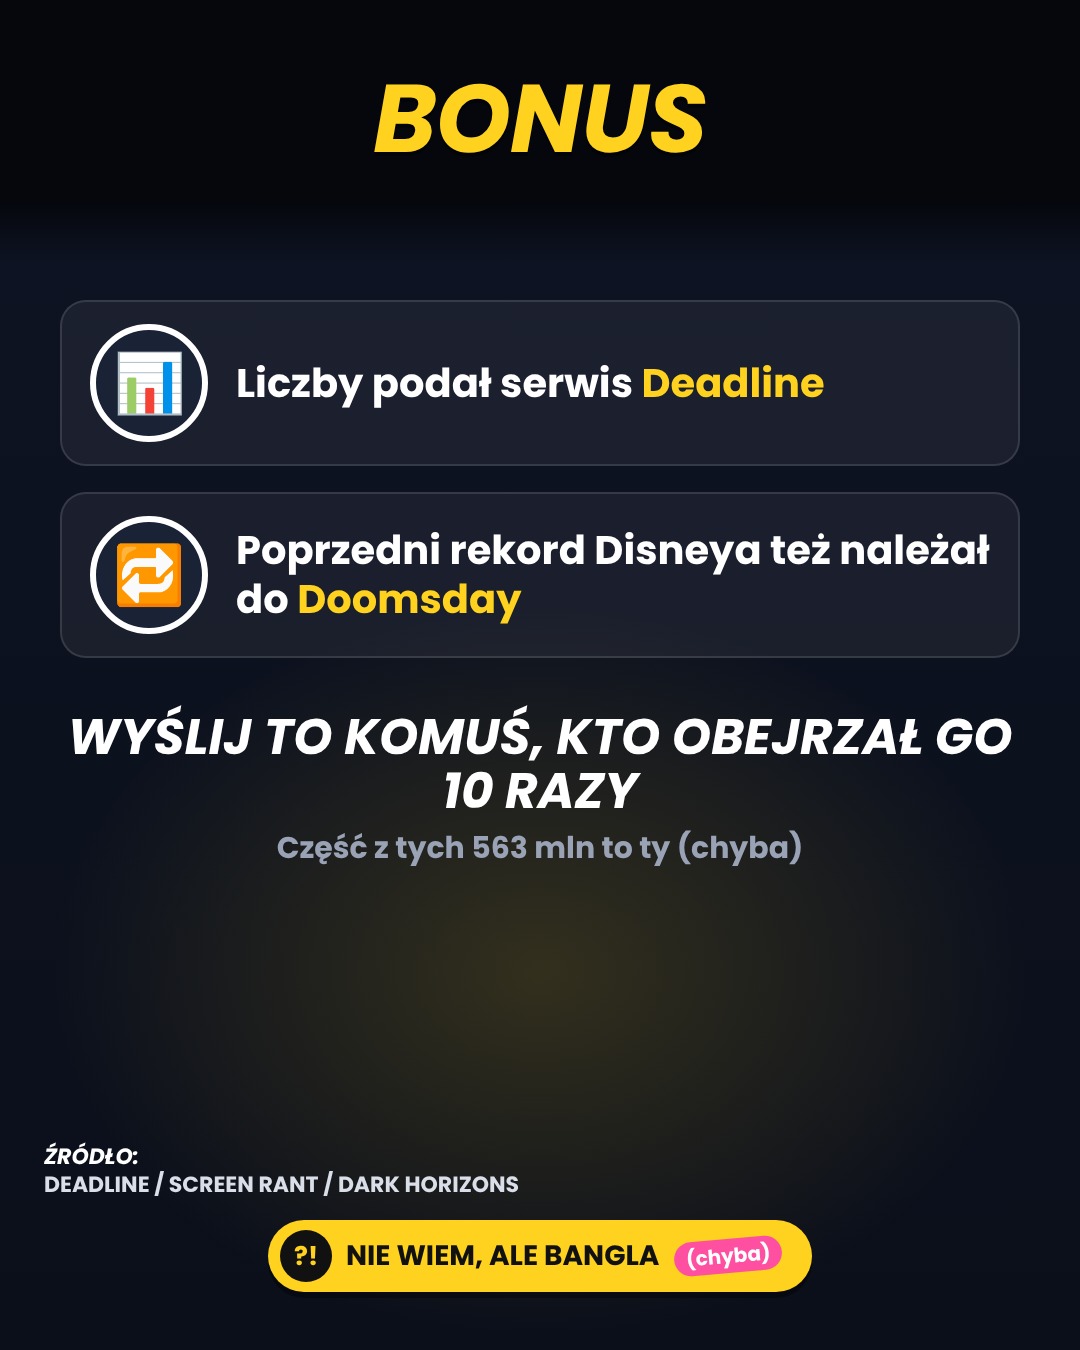 BONUS
Liczby podał serwis Deadline
Poprzedni rekord Disneya też należał
do Doomsday
WYŚLIJ TO KOMUŚ, KTO OBEJRZAŁ GO
10 RAZY
Część z tych 563 mln to ty (chyba)
ŹRÓDŁO:
DEADLINE / SCREEN RANT / DARK HORIZONS
?! NIE WIEM, ALE BANGLA (chyba)